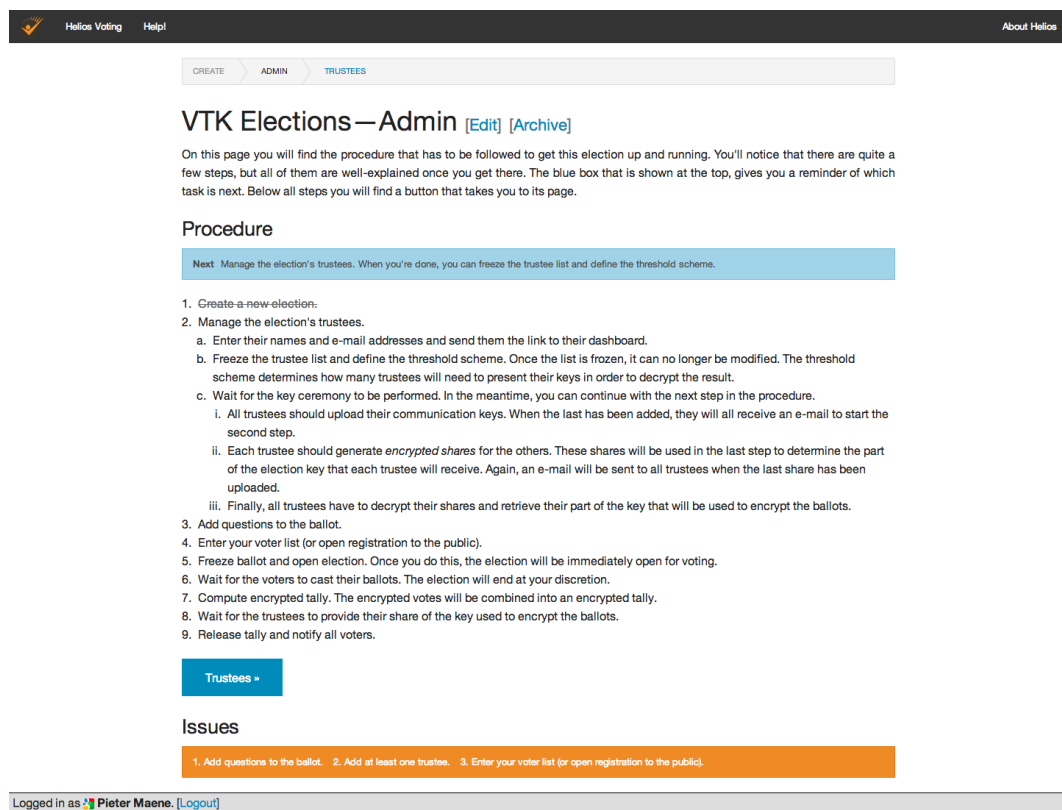 Helios Voting Help! About Helios
CREATE ADMIN TRUSTEES
VTK Elections—Admin [Edit] [Archive]
On this page you will find the procedure that has to be followed to get this election up and running. You'll notice that there are quite a
few steps, but all of them are well-explained once you get there. The blue box that is shown at the top, gives you a reminder of which
task is next. Below all steps you will find a button that takes you to its page.
Procedure
Next Manage the election's trustees. When you're done, you can freeze the trustee list and define the threshold scheme.
1. Create a new election.
2. Manage the election's trustees.
a. Enter their names and e-mail addresses and send them the link to their dashboard.
b. Freeze the trustee list and define the threshold scheme. Once the list is frozen, it can no longer be modified. The threshold
scheme determines how many trustees will need to present their keys in order to decrypt the result.
c. Wait for the key ceremony to be performed. In the meantime, you can continue with the next step in the procedure.
i. All trustees should upload their communication keys. When the last has been added, they will all receive an e-mail to start the
second step.
ii. Each trustee should generate encrypted shares for the others. These shares will be used in the last step to determine the part
of the election key that each trustee will receive. Again, an e-mail will be sent to all trustees when the last share has been
uploaded.
iii. Finally, all trustees have to decrypt their shares and retrieve their part of the key that will be used to encrypt the ballots.
3. Add questions to the ballot.
4. Enter your voter list (or open registration to the public).
5. Freeze ballot and open election. Once you do this, the election will be immediately open for voting.
6. Wait for the voters to cast their ballots. The election will end at your discretion.
7. Compute encrypted tally. The encrypted votes will be combined into an encrypted tally.
8. Wait for the trustees to provide their share of the key used to encrypt the ballots.
9. Release tally and notify all voters.
Trustees »
Issues
1. Add questions to the ballot. 2. Add at least one trustee. 3. Enter your voter list (or open registration to the public).
Logged in as Pieter Maene. [Logout]